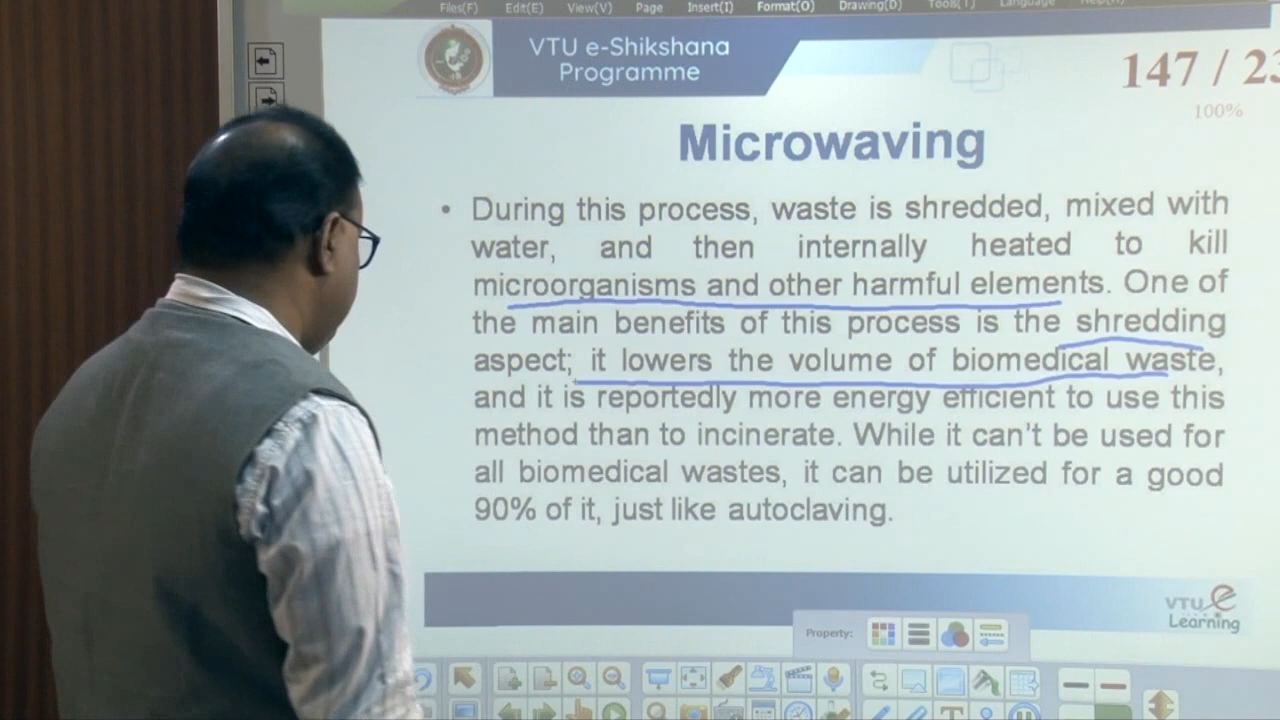 Files(F) Edit(E) View(V) Page Insert(I) Format(O) Drawing(D) Tools(T) Language Help(H)
VTU e-Shikshana
Programme
147 / 23
100%
Microwaving
• During this process, waste is shredded, mixed with
water, and then internally heated to kill
microorganisms and other harmful elements. One of
the main benefits of this process is the shredding
aspect; it lowers the volume of biomedical waste,
and it is reportedly more energy efficient to use this
method than to incinerate. While it can't be used for
all biomedical wastes, it can be utilized for a good
90% of it, just like autoclaving.
VTU e
Learning
Property: